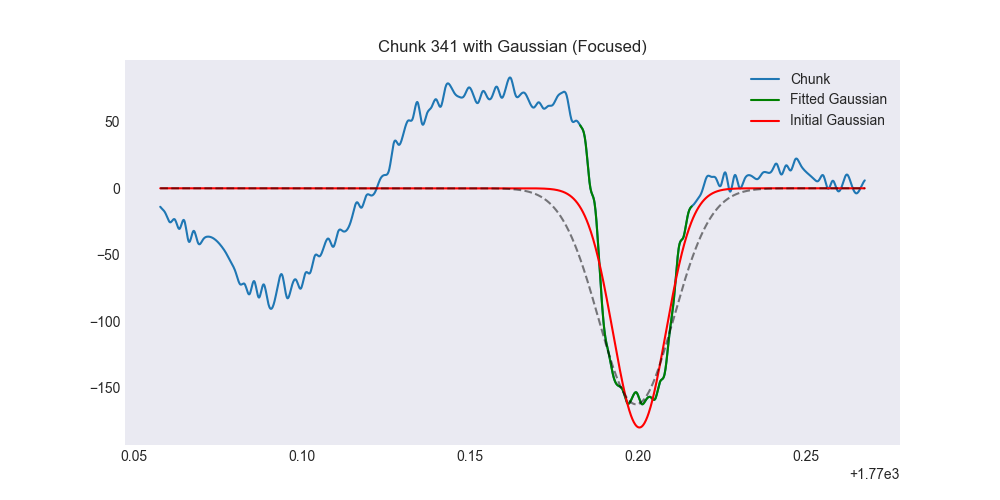 Chunk 341 with Gaussian (Focused)
Chunk
Fitted Gaussian
Initial Gaussian
50
0
−50
−100
−150
0.05 0.10 0.15 0.20 0.25
+1.77e3